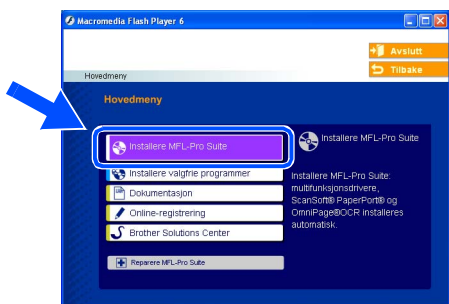 Macromedia Flash Player 6
Avslutt
Tilbake
Hovedmeny
Hovedmeny
Installere MFL-Pro Suite
Installere valgfrie programmer
Dokumentasjon
Online-registrering
Brother Solutions Center
Reparere MFL-Pro Suite
Installere MFL-Pro Suite
Installere MFL-Pro Suite:
multifunksjonsdrivere,
ScanSoft® PaperPort® og
OmniPage®OCR installeres
automatisk.